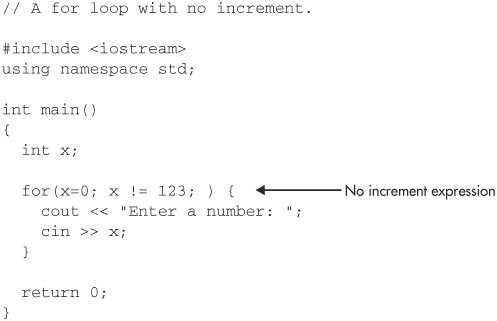 // A for loop with no increment.
#include <iostream>
using namespace std;
int main()
{
int x;
for(x=0; x != 123; ) {
No increment expression
cout << "Enter a number: ";
cin >> x;
}
return 0;
}